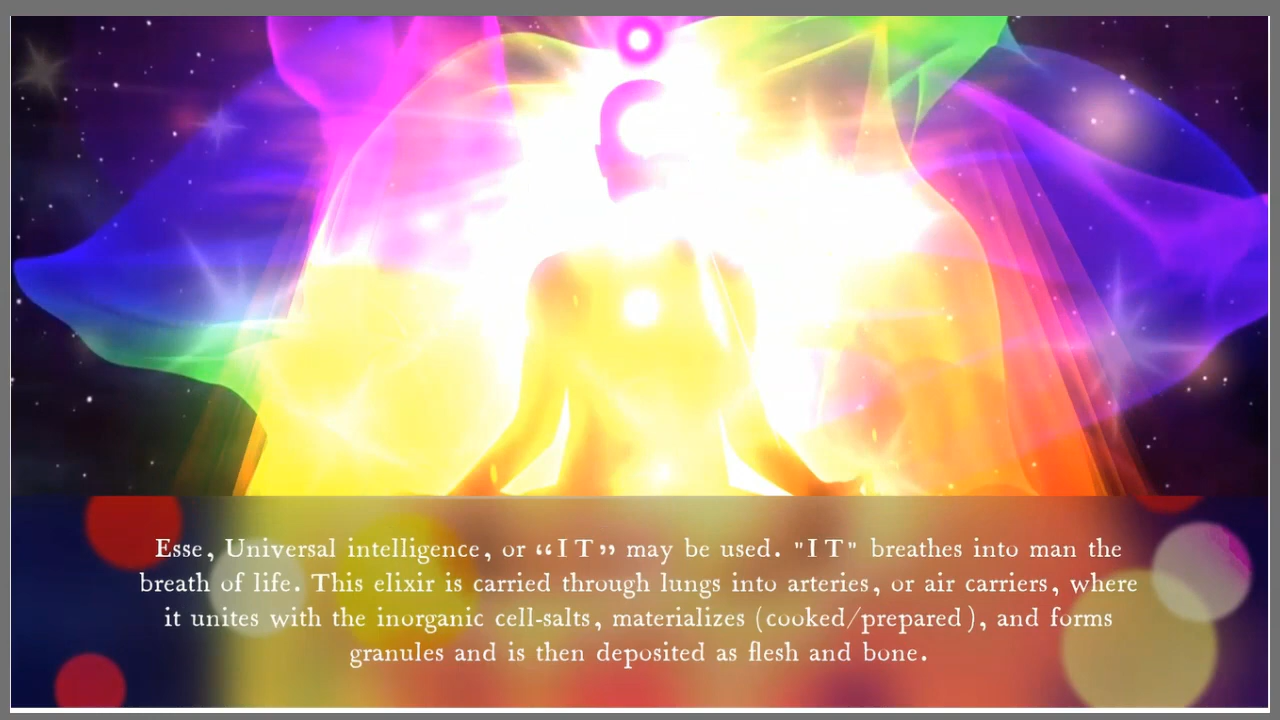 Esse, Universal intelligence, or “I T” may be used. "I T" breathes into man the
breath of life. This elixir is carried through lungs into arteries, or air carriers, where
it unites with the inorganic cell-salts, materializes (cooked/prepared), and forms
granules and is then deposited as flesh and bone.